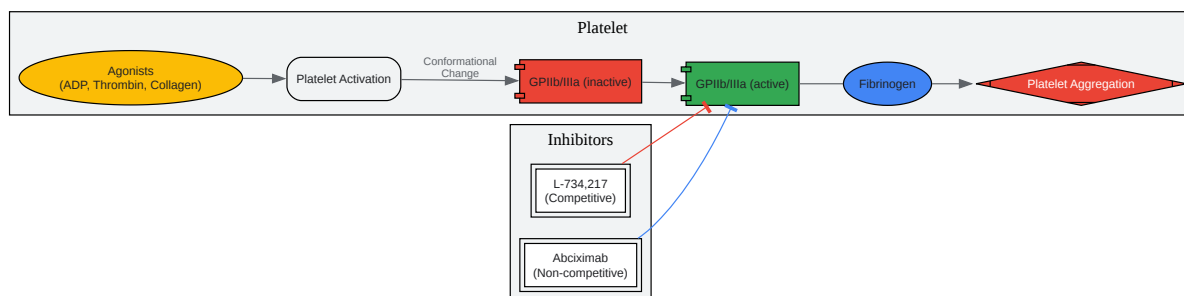 Platelet
Agonists
(ADP, Thrombin, Collagen)
Platelet Activation
Conformational
Change
GPIIb/IIIa (inactive)
GPIIb/IIIa (active)
Fibrinogen
Platelet Aggregation
Inhibitors
L-734,217
(Competitive)
Abciximab
(Non-competitive)